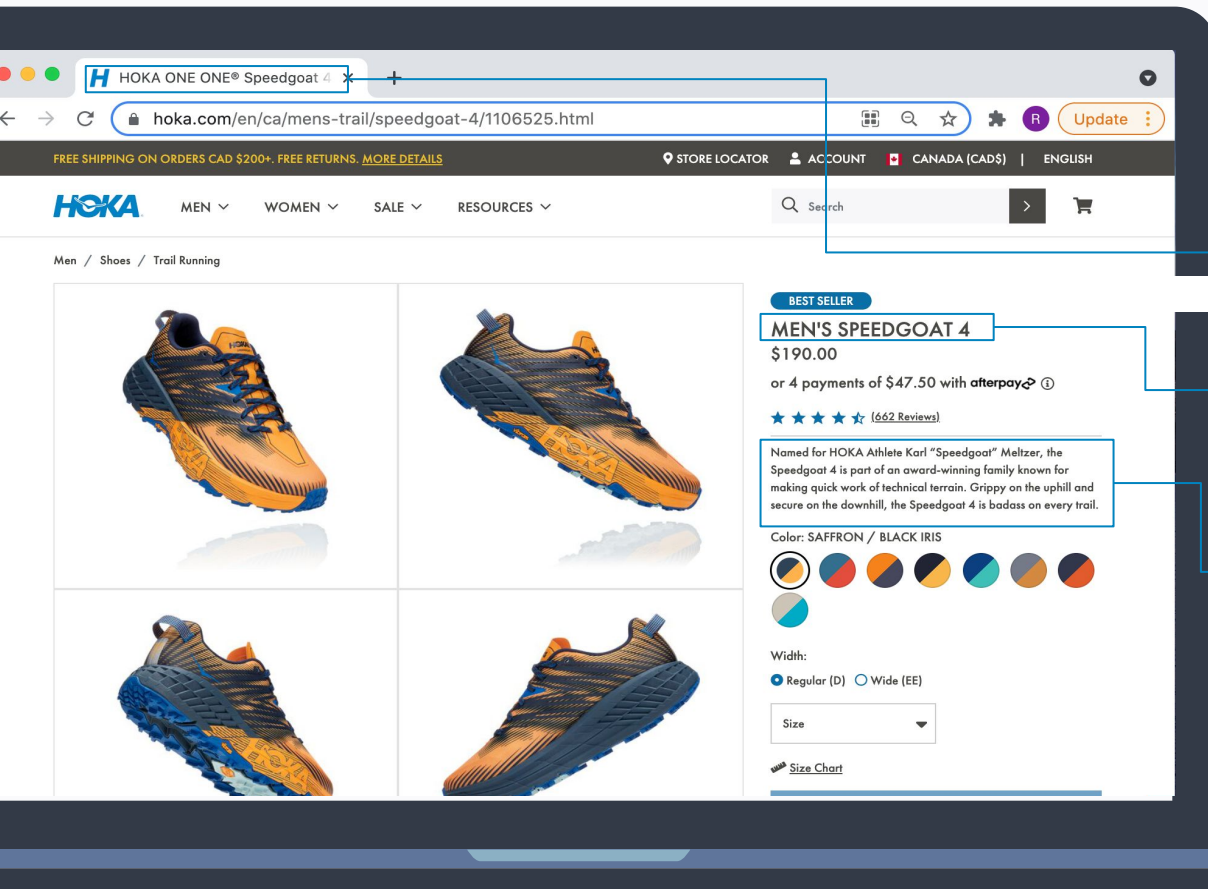 HOKA ONE ONE® Speedgoat 4
hoka.com/en/ca/mens-trail/speedgoat-4/1106525.html
R
Update
FREE SHIPPING ON ORDERS CAD $200+. FREE RETURNS. MORE DETAILS
STORE LOCATOR ACCOUNT CANADA (CAD$) | ENGLISH
HOKA MEN WOMEN SALE RESOURCES Search
Men / Shoes / Trail Running
BEST SELLER
MEN'S SPEEDGOAT 4
$190.00
or 4 payments of $47.50 with afterpay
(662 Reviews)
Named for HOKA Athlete Karl “Speedgoat” Meltzer, the
Speedgoat 4 is part of an award-winning family known for
making quick work of technical terrain. Grippy on the uphill and
secure on the downhill, the Speedgoat 4 is badass on every trail.
Color: SAFFRON / BLACK IRIS
Width:
Regular (D) Wide (EE)
Size
Size Chart
HOKA
HOKA
HOKA